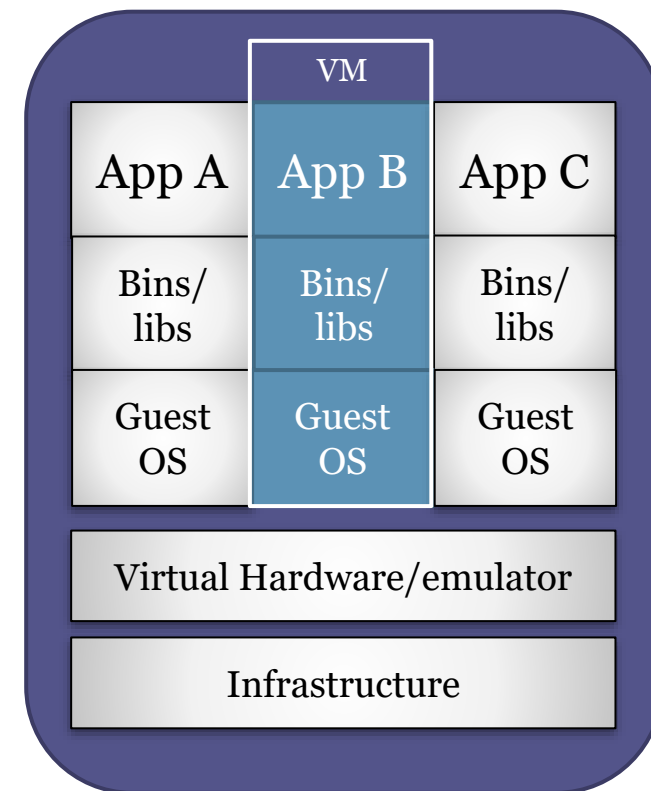 VM
App A
App B
App C
Bins/
libs
Bins/
libs
Bins/
libs
Guest
OS
Guest
OS
Guest
OS
Virtual Hardware/emulator
Infrastructure